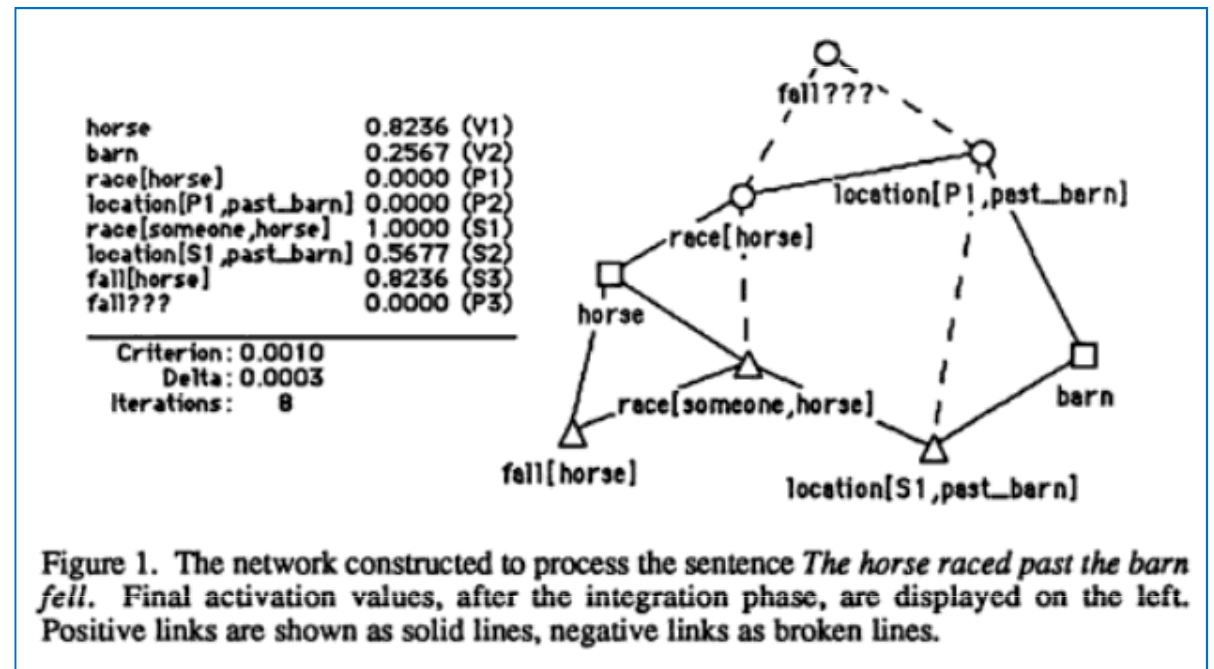 horse 0.8236 (V1)
barn 0.2567 (V2)
race[horse] 0.0000 (P1)
location[P1,past_barn] 0.0000 (P2)
race[someone,horse] 1.0000 (S1)
location[S1,past_barn] 0.5677 (S2)
fall[horse] 0.8236 (S3)
fall??? 0.0000 (P3)
Criterion: 0.0010
Delta: 0.0003
Iterations: 8
fall???
location[P1,past_barn]
race[horse]
horse
race[someone,horse]
barn
fall[horse]
location[S1,past_barn]
Figure 1. The network constructed to process the sentence The horse raced past the barn
fell. Final activation values, after the integration phase, are displayed on the left.
Positive links are shown as solid lines, negative links as broken lines.